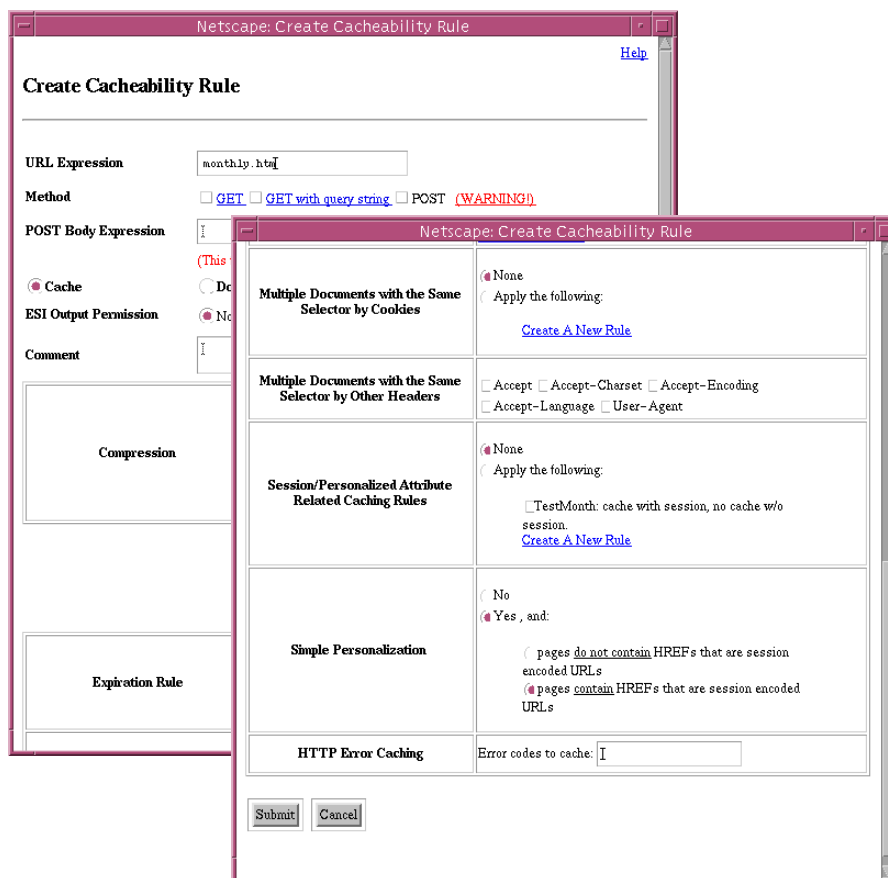 Netscape: Create Cacheability Rule
Help
Create Cacheability Rule
URL Expression
monthly.htm
Method
GET GET with query string POST (WARNING!)
POST Body Expression
(This
Cache
Do
ESI Output Permission
No
Comment
Compression
Expiration Rule
Netscape: Create Cacheability Rule
Multiple Documents with the Same
Selector by Cookies
None
Apply the following:
Create A New Rule
Multiple Documents with the Same
Selector by Other Headers
Accept Accept-Charset Accept-Encoding
Accept-Language User-Agent
Session/Personalized Attribute
Related Caching Rules
None
Apply the following:
TestMonth: cache with session, no cache w/o
session.
Create A New Rule
Simple Personalization
No
Yes , and:
pages do not contain HREFs that are session
encoded URLs
pages contain HREFs that are session encoded
URLs
HTTP Error Caching
Error codes to cache:
Submit Cancel